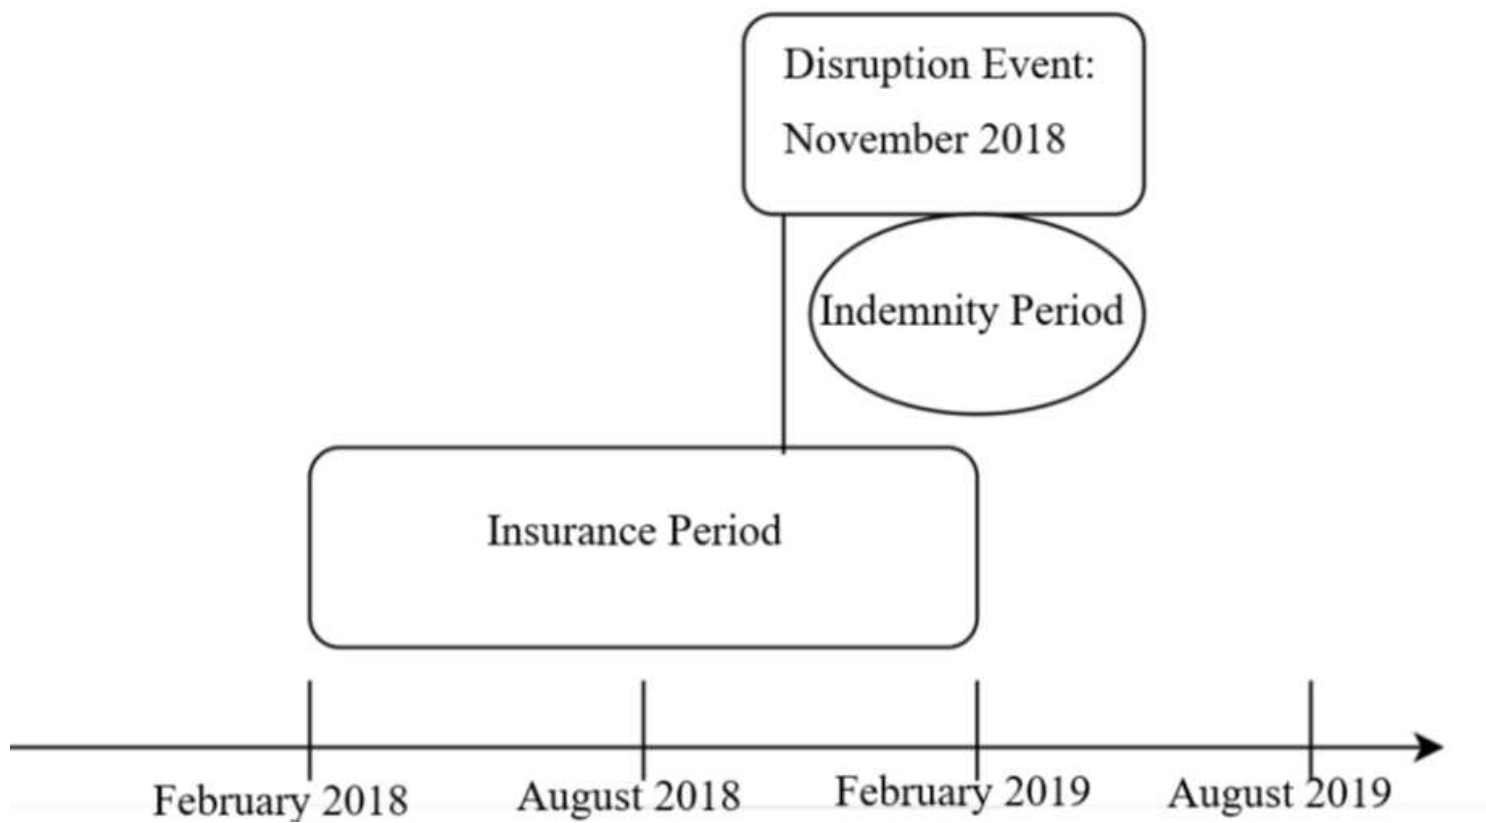 Disruption Event:
November 2018
Indemnity Period
Insurance Period
February 2018
August 2018
February 2019
August 2019